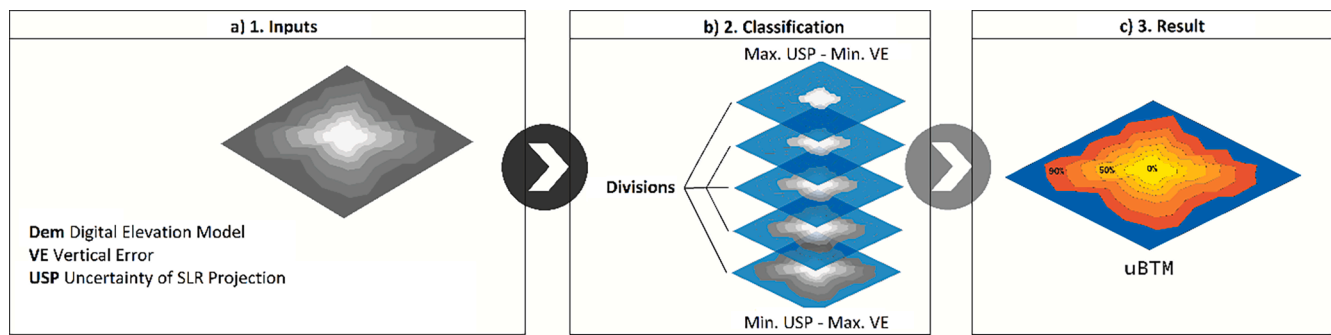 a) 1. Inputs
Dem Digital Elevation Model
VE Vertical Error
USP Uncertainty of SLR Projection
b) 2. Classification
Max. USP - Min. VE
Divisions
Min. USP - Max. VE
c) 3. Result
90%
50%
0%
uBTM